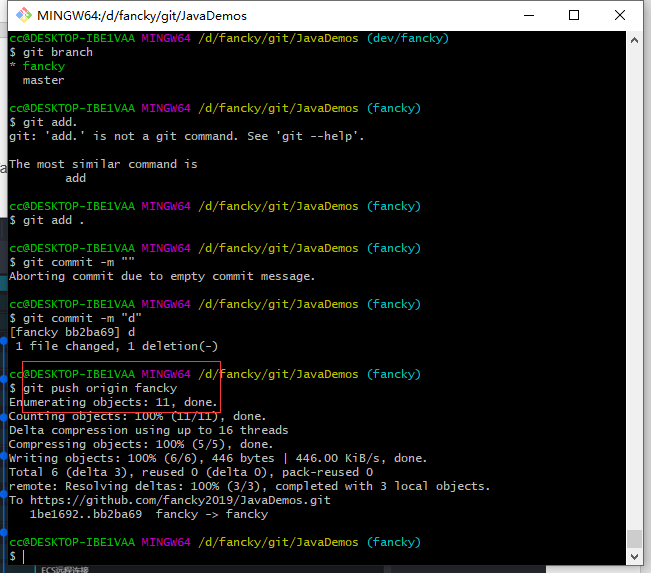 MINGW64:/d/fancky/git/JavaDemos
cc@DESKTOP-IBE1VAA MINGW64 /d/fancky/git/JavaDemos (dev/fancky)
$ git branch
* fancky
  master
cc@DESKTOP-IBE1VAA MINGW64 /d/fancky/git/JavaDemos (fancky)
$ git add.
git: 'add.' is not a git command. See 'git --help'.
The most similar command is
        add
cc@DESKTOP-IBE1VAA MINGW64 /d/fancky/git/JavaDemos (fancky)
$ git add .
cc@DESKTOP-IBE1VAA MINGW64 /d/fancky/git/JavaDemos (fancky)
$ git commit -m ""
Aborting commit due to empty commit message.
cc@DESKTOP-IBE1VAA MINGW64 /d/fancky/git/JavaDemos (fancky)
$ git commit -m "d"
[fancky bb2ba69] d
 1 file changed, 1 deletion(-)
cc@DESKTOP-IBE1VAA MINGW64 /d/fancky/git/JavaDemos (fancky)
$ git push origin fancky
Enumerating objects: 11, done.
Counting objects: 100% (11/11), done.
Delta compression using up to 16 threads
Compressing objects: 100% (5/5), done.
Writing objects: 100% (6/6), 446 bytes | 446.00 KiB/s, done.
Total 6 (delta 3), reused 0 (delta 0), pack-reused 0
remote: Resolving deltas: 100% (3/3), completed with 3 local objects.
To https://github.com/fancky2019/JavaDemos.git
   1be1692..bb2ba69  fancky -> fancky
cc@DESKTOP-IBE1VAA MINGW64 /d/fancky/git/JavaDemos (fancky)
$
ECS远程连接